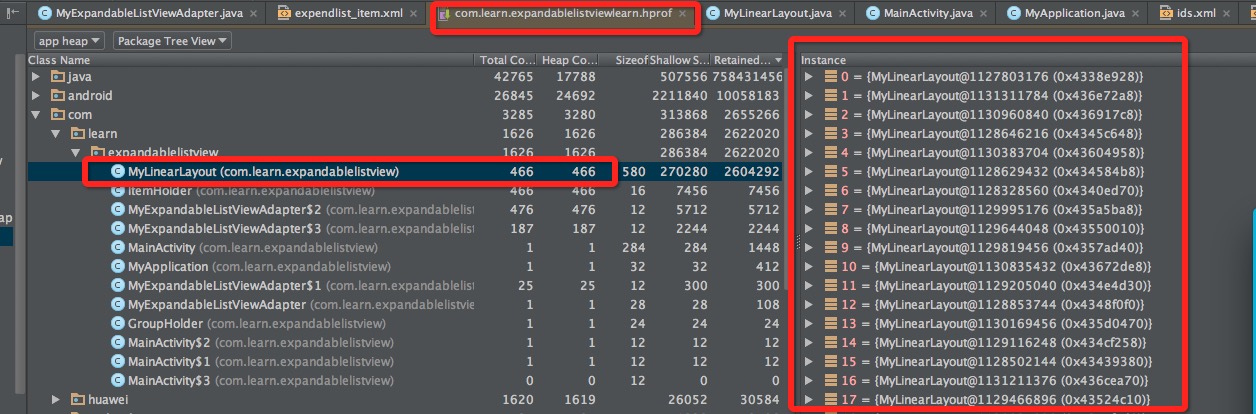 MyExpandableListViewAdapter.java expendlist_item.xml com.learn.expandablelistviewlearn.hprof MyLinearLayout.java MainActivity.java MyApplication.java ids.xml
app heap Package Tree View
Class Name Total Co... Heap Co... Sizeof Shallow S... Retained...
java 42765 17788 507556 758431456
android 26845 24692 2211840 10058183
com 3285 3280 313868 2655266
learn 1626 1626 286384 2622020
expandablelistview 1626 1626 286384 2622020
MyLinearLayout (com.learn.expandablelistview) 466 466 580 270280 2604292
ItemHolder (com.learn.expandablelistview) 466 466 16 7456 7456
MyExpandableListViewAdapter$2 (com.learn.expandablelist 476 476 12 5712 5712
MyExpandableListViewAdapter$3 (com.learn.expandablelist 187 187 12 2244 2244
MainActivity (com.learn.expandablelistview) 1 1 284 284 1448
MyApplication (com.learn.expandablelistview) 1 1 32 32 412
MyExpandableListViewAdapter$1 (com.learn.expandablelist 25 25 12 300 300
MyExpandableListViewAdapter (com.learn.expandablelistv 1 1 28 28 108
GroupHolder (com.learn.expandablelistview) 1 1 24 24 24
MainActivity$2 (com.learn.expandablelistview) 1 1 12 12 12
MainActivity$1 (com.learn.expandablelistview) 1 1 12 12 12
MainActivity$3 (com.learn.expandablelistview) 0 0 12 0 0
huawei 1620 1619 26052 30584
ap
Instance
0 = {MyLinearLayout@1127803176 (0x4338e928)}
1 = {MyLinearLayout@1131311784 (0x436e72a8)}
2 = {MyLinearLayout@1130960840 (0x436917c8)}
3 = {MyLinearLayout@1128646216 (0x4345c648)}
4 = {MyLinearLayout@1130383704 (0x43604958)}
5 = {MyLinearLayout@1128629432 (0x434584b8)}
6 = {MyLinearLayout@1128328560 (0x4340ed70)}
7 = {MyLinearLayout@1129995176 (0x435a5ba8)}
8 = {MyLinearLayout@1129644048 (0x43550010)}
9 = {MyLinearLayout@1129819456 (0x4357ad40)}
10 = {MyLinearLayout@1130835432 (0x43672de8)}
11 = {MyLinearLayout@1129205040 (0x434e4d30)}
12 = {MyLinearLayout@1128853744 (0x4348f0f0)}
13 = {MyLinearLayout@1130169456 (0x435d0470)}
14 = {MyLinearLayout@1129116248 (0x434cf258)}
15 = {MyLinearLayout@1128502144 (0x43439380)}
16 = {MyLinearLayout@1131211376 (0x436cea70)}
17 = {MyLinearLayout@1129466896 (0x43524c10)}